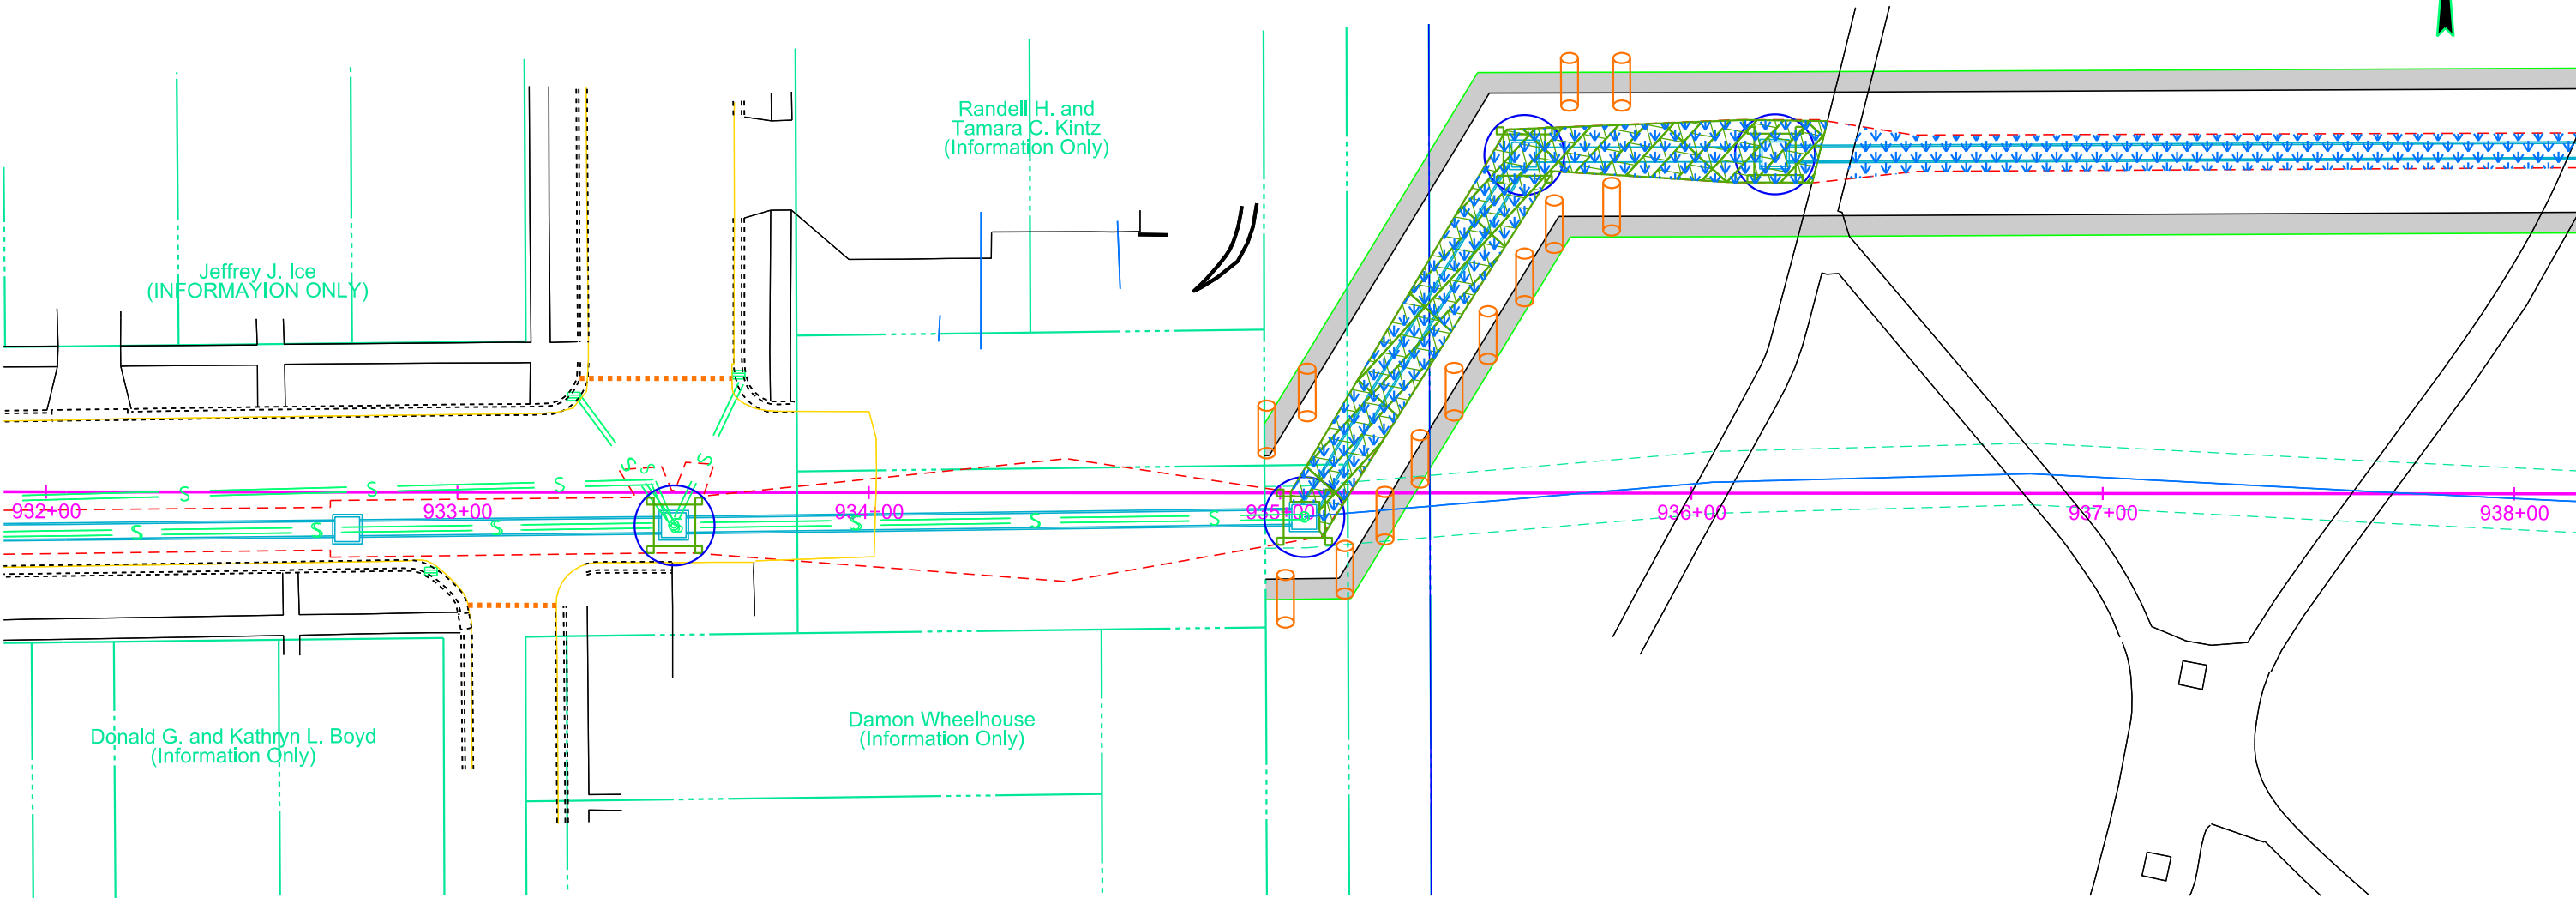 Randell H. and
Tamara C. Kintz
(Information Only)
Jeffrey J. Ice
(INFORMAYION ONLY)
S
S
S
S
S
S
932+00
933+00
934+00
935+00
936+00
937+00
938+00
S
S
S
S
S
S
Donald G. and Kathryn L. Boyd
(Information Only)
Damon Wheelhouse
(Information Only)